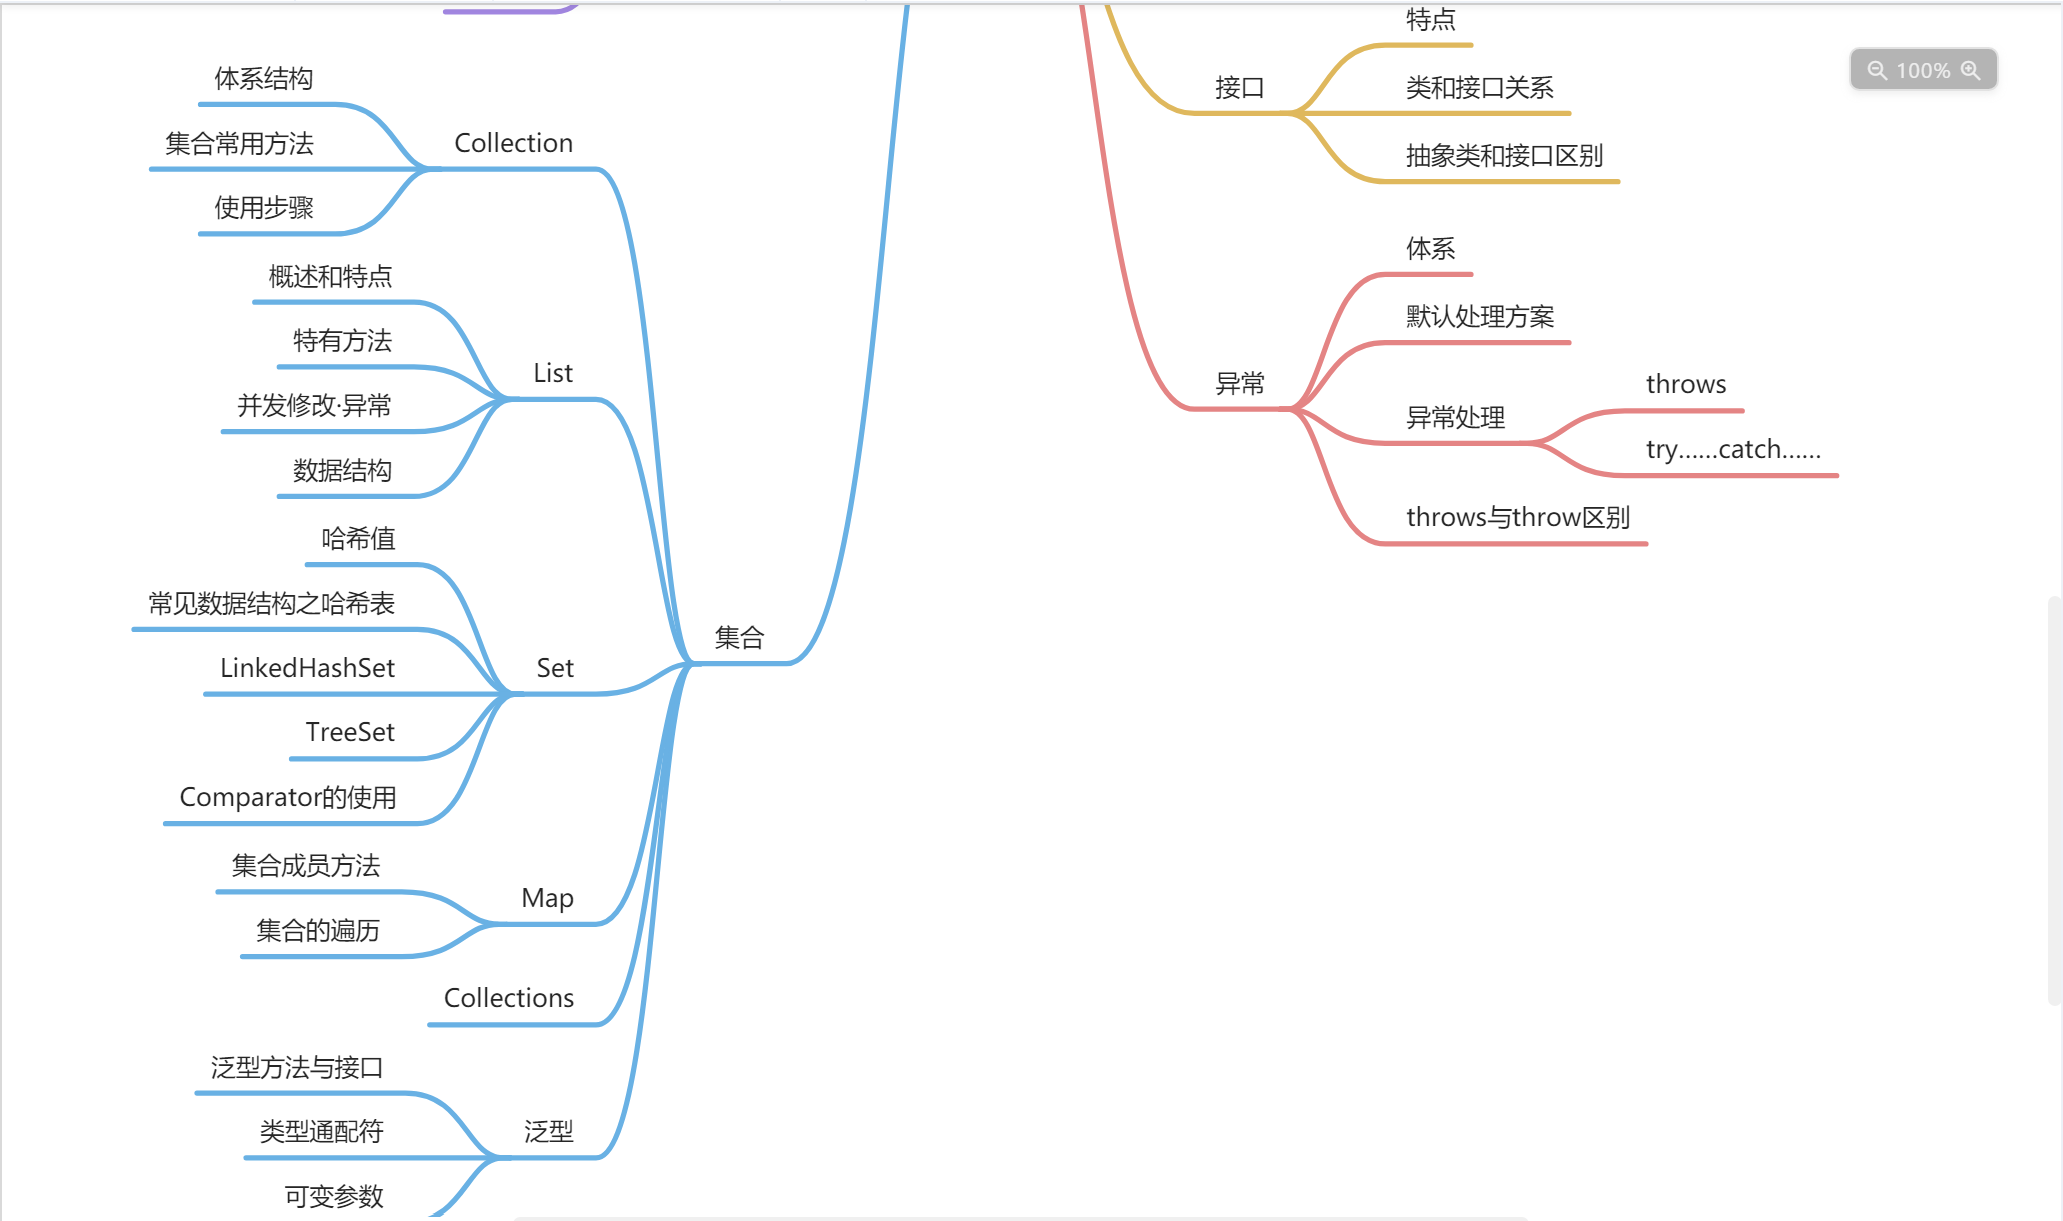 体系结构
集合常用方法
使用步骤
Collection
概述和特点
特有方法
并发修改·异常
数据结构
List
哈希值
常见数据结构之哈希表
LinkedHashSet
TreeSet
Comparator的使用
Set
集合成员方法
集合的遍历
Map
Collections
泛型方法与接口
类型通配符
可变参数
泛型
集合
接口
特点
类和接口关系
抽象类和接口区别
异常
体系
默认处理方案
异常处理
throws
try......catch......
throws与throw区别
100%